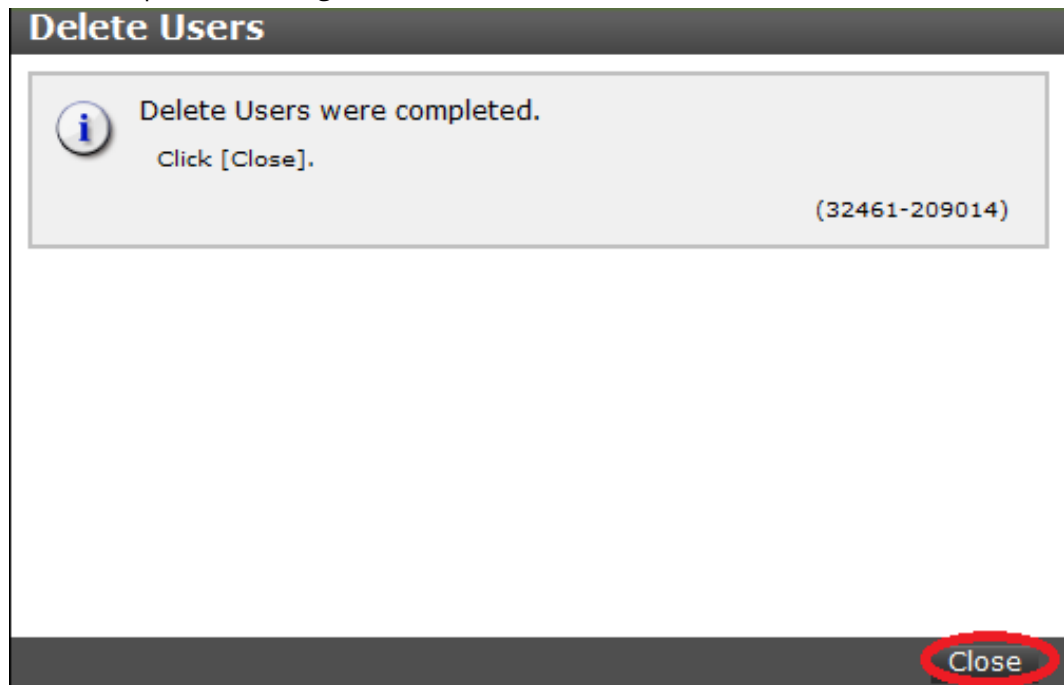 Delete Users
Delete Users were completed.
Click [Close].
(32461-209014)
Close